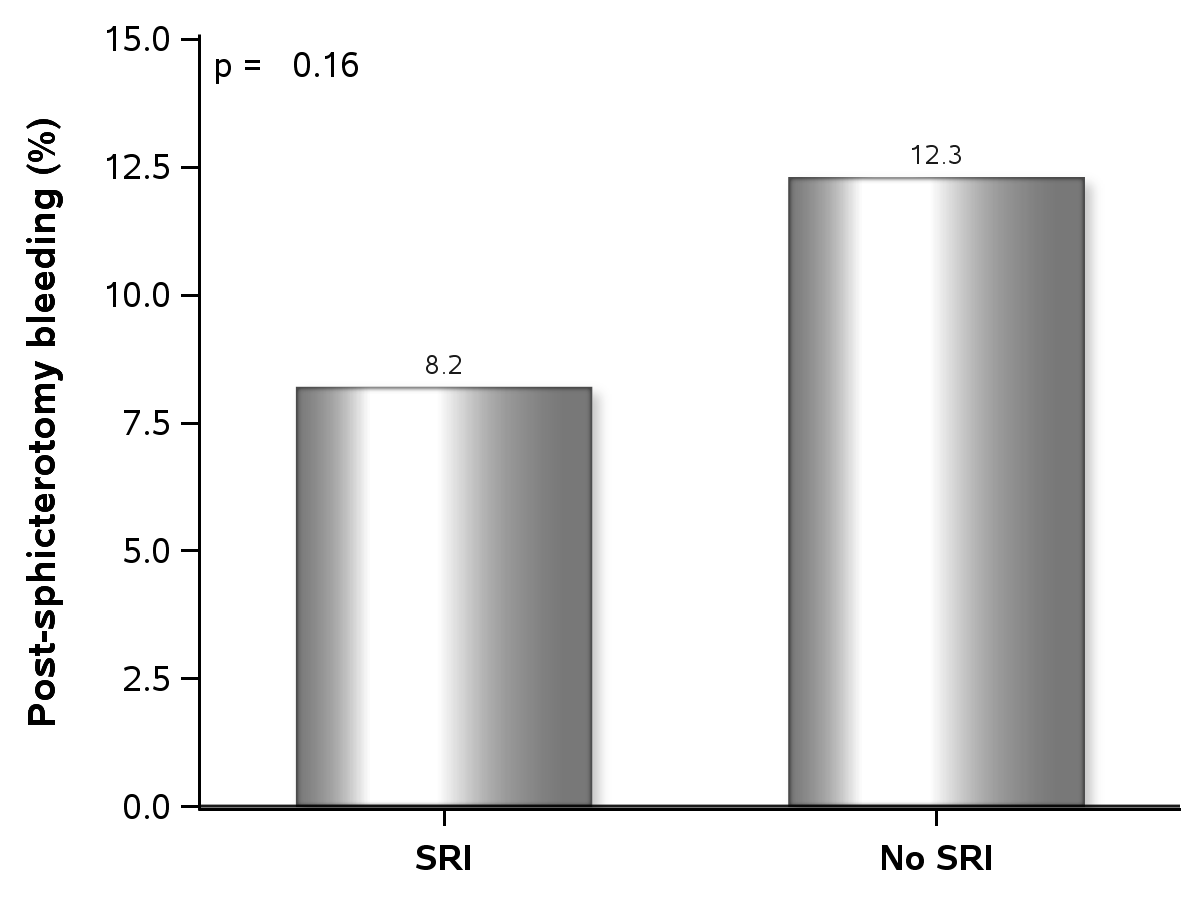 Post-sphicterotomy bleeding (%)
15.0
12.5
10.0
7.5
5.0
2.5
0.0
p = 0.16
8.2
12.3
SRI
No SRI